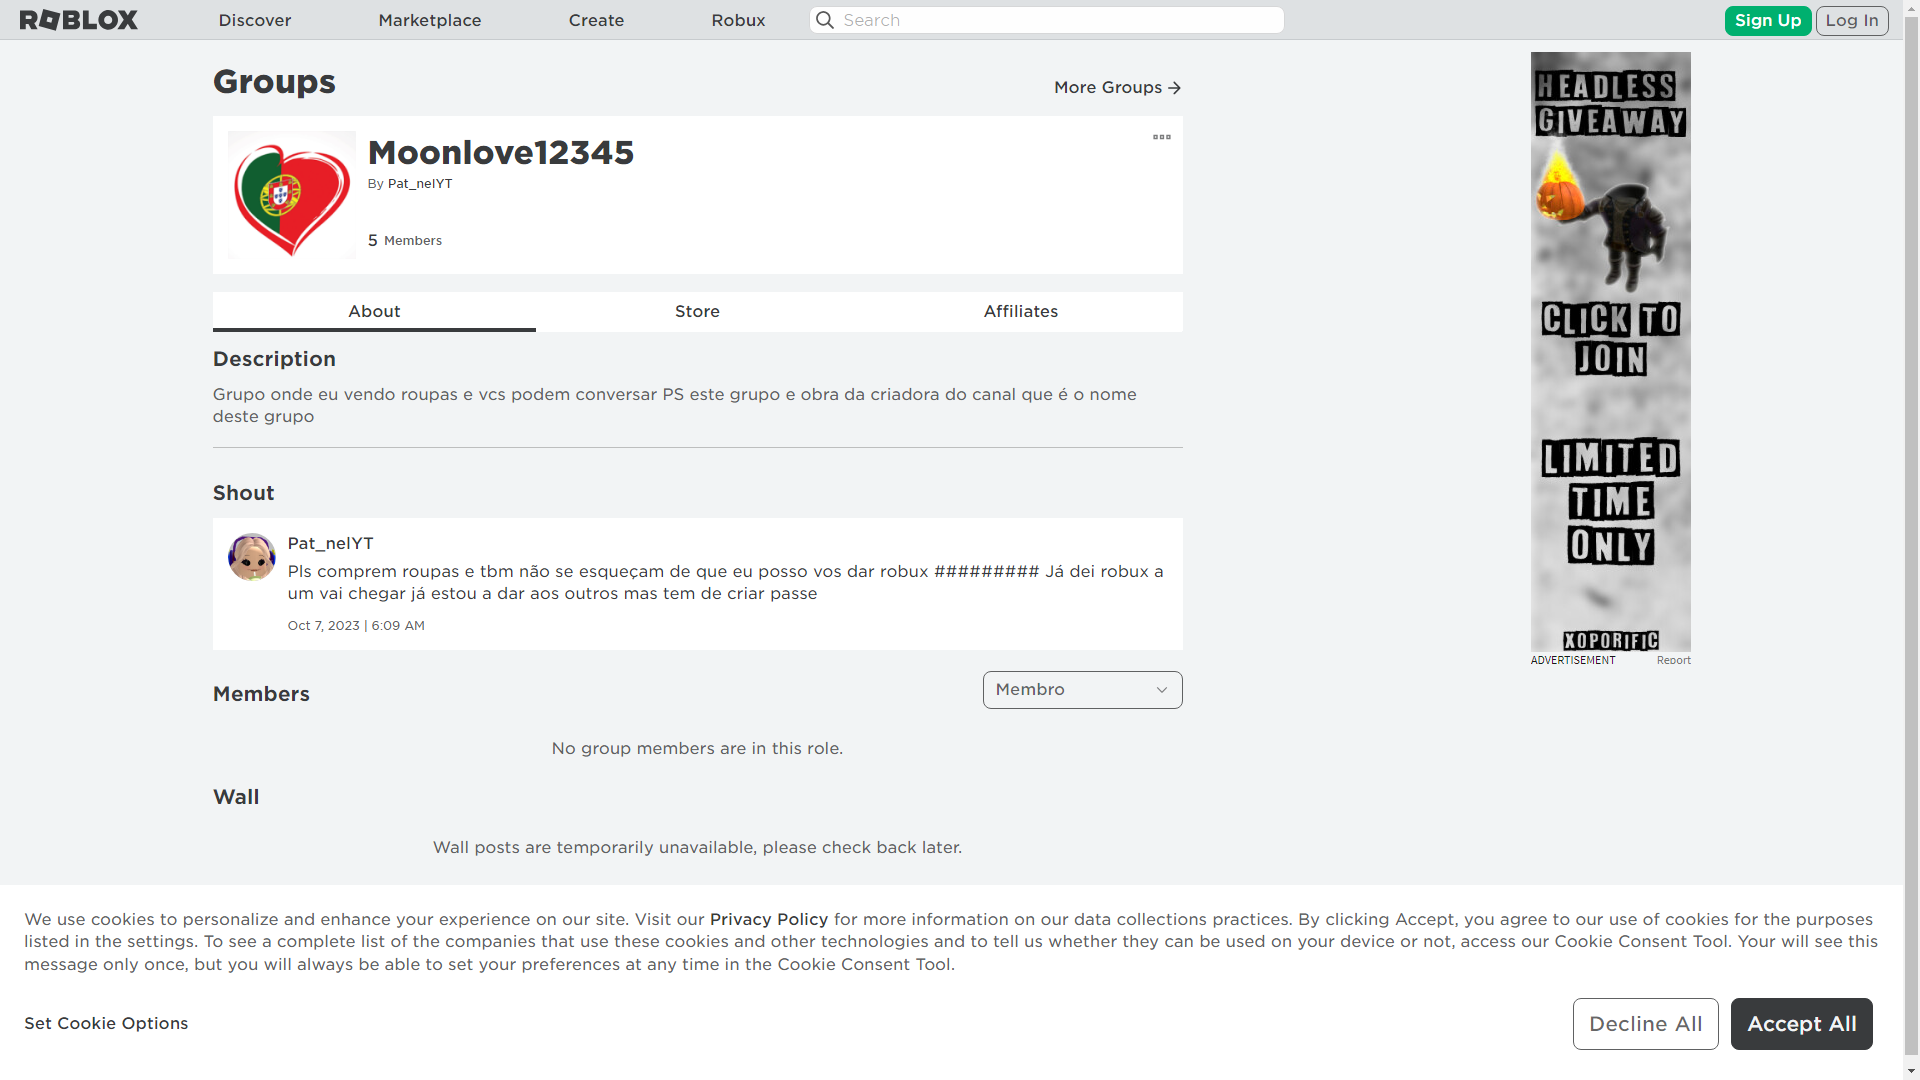 ROBLOX
Discover
Marketplace
Create
Robux
Search
Sign Up
Log In
Groups
More Groups
Moonlove12345
By Pat_nelYT
5 Members
About
Store
Affiliates
Description
Grupo onde eu vendo roupas e vcs podem conversar PS este grupo e obra da criadora do canal que é o nome
deste grupo
Shout
Pat_nelYT
Pls comprem roupas e tbm não se esqueçam de que eu posso vos dar robux ######### Já dei robux a
um vai chegar já estou a dar aos outros mas tem de criar passe
Oct 7, 2023 | 6:09 AM
Members
Membro
No group members are in this role.
Wall
Wall posts are temporarily unavailable, please check back later.
HEADLESS
GIVEAWAY
CLICK TO
JOIN
LIMITED
TIME
ONLY
XOPORIFIC
ADVERTISEMENT
Report
We use cookies to personalize and enhance your experience on our site. Visit our Privacy Policy for more information on our data collections practices. By clicking Accept, you agree to our use of cookies for the purposes
listed in the settings. To see a complete list of the companies that use these cookies and other technologies and to tell us whether they can be used on your device or not, access our Cookie Consent Tool. Your will see this
message only once, but you will always be able to set your preferences at any time in the Cookie Consent Tool.
Set Cookie Options
Decline All
Accept All